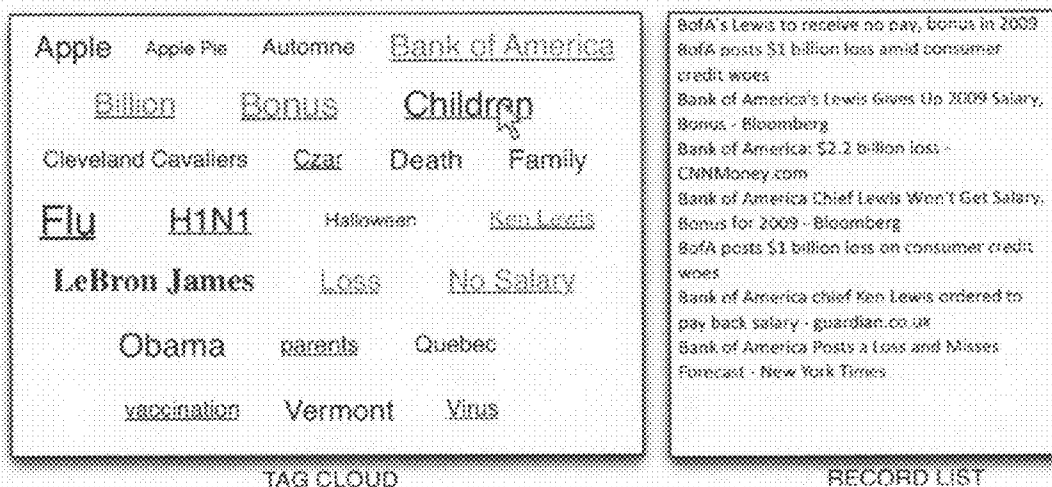 Apple Apple Pie Automne Bank of America
Billion Bonus Children
Cleveland Cavaliers Czar Death Family
Flu H1N1 Halloween Ken Lewis
LeBron James Loss No Salary
Obama parents Quebec
vaccination Vermont Virus
TAG CLOUD
BofA's Lewis to receive no pay, bonus in 2009
BofA posts $1 billion loss amid consumer
credit woes
Bank of America's Lewis Gives Up 2009 Salary,
Bonus - Bloomberg
Bank of America: $2.2 billion loss -
CNNMoney.com
Bank of America Chief Lewis Won't Get Salary,
Bonus for 2009 - Bloomberg
BofA posts $1 billion loss on consumer credit
woes
Bank of America chief Ken Lewis ordered to
pay back salary - guardian.co.uk
Bank of America Posts a Loss and Misses
Forecast - New York Times
RECORD LIST